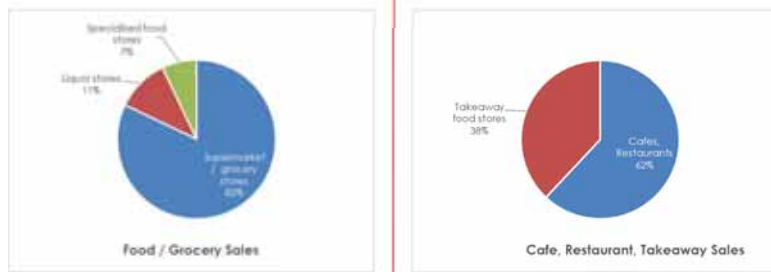 Specialised food
stores
7%
Liquor stores
11%
Supermarket
/ grocery
stores
82%
Food / Grocery Sales
Takeaway
food stores
38%
Cafes,
Restaurants
62%
Cafe, Restaurant, Takeaway Sales